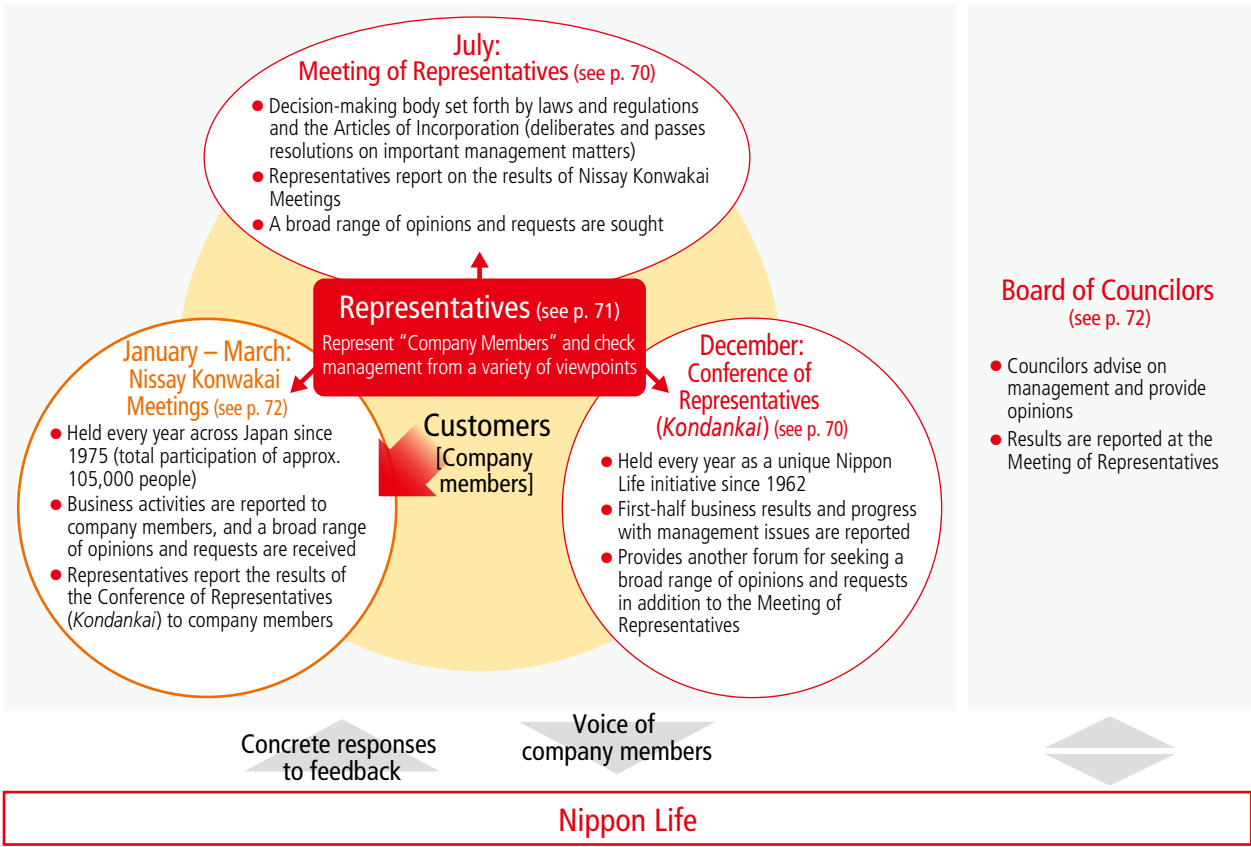 July:
Meeting of Representatives (see p. 70)
● Decision-making body set forth by laws and regulations
and the Articles of Incorporation (deliberates and passes
resolutions on important management matters)
● Representatives report on the results of Nissay Konwakai
Meetings
● A broad range of opinions and requests are sought
Representatives (see p. 71)
Represent “Company Members” and check
management from a variety of viewpoints
January – March:
Nissay Konwakai
Meetings (see p. 72)
● Held every year across Japan since
1975 (total participation of approx.
105,000 people)
● Business activities are reported to
company members, and a broad range
of opinions and requests are received
● Representatives report the results of
the Conference of Representatives
(Kondankai) to company members
Customers
[Company
members]
December:
Conference of
Representatives
(Kondankai) (see p. 70)
● Held every year as a unique Nippon
Life initiative since 1962
● First-half business results and progress
with management issues are reported
● Provides another forum for seeking a
broad range of opinions and requests
in addition to the Meeting of
Representatives
Board of Councilors
(see p. 72)
● Councilors advise on
management and provide
opinions
● Results are reported at the
Meeting of Representatives
Concrete responses
to feedback
Voice of
company members
Nippon Life